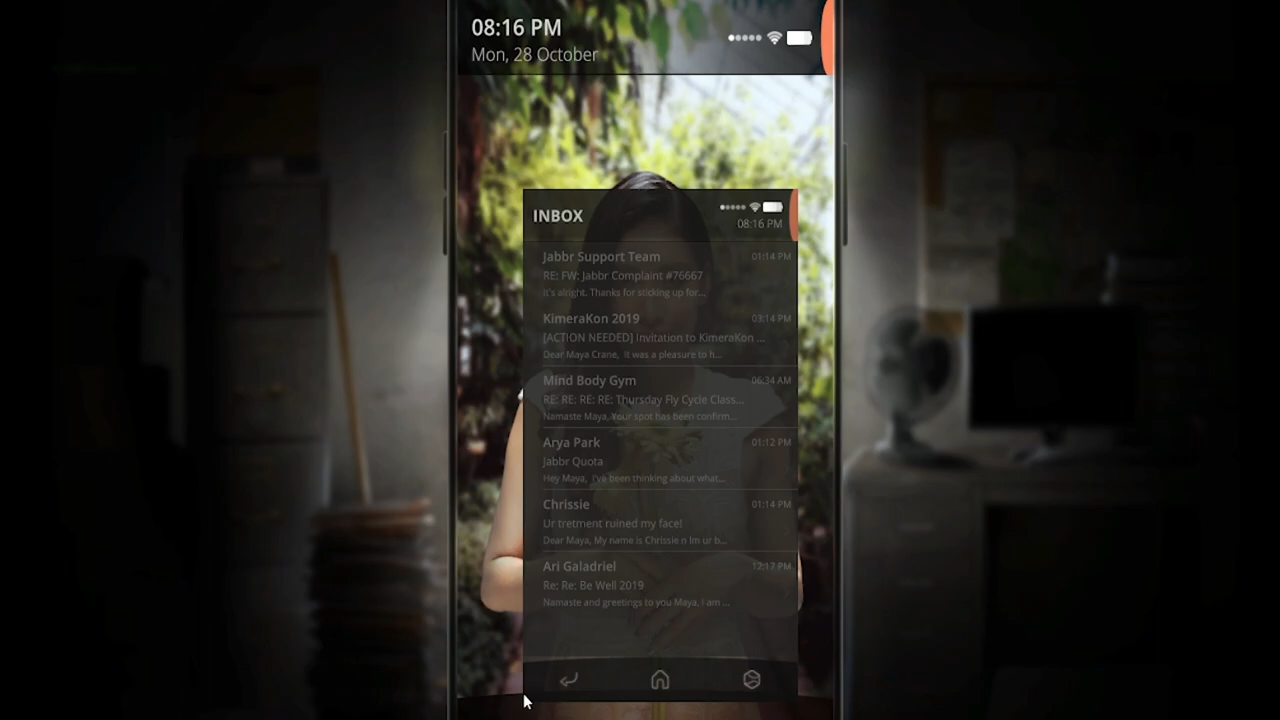 08:16 PM
Mon, 28 October
INBOX
08:16 PM
Jabbr Support Team 01:14 PM
RE: FW: Jabbr Complaint #76667
It's alright. Thanks for sticking up for...
KimeraKon 2019 03:14 PM
[ACTION NEEDED] Invitation to KimeraKon ...
Dear Maya Crane, It was a pleasure to h...
Mind Body Gym 06:34 AM
RE: RE: RE: RE: Thursday Fly Cycle Class...
Namaste Maya, Your spot has been confirm...
Arya Park 01:12 PM
Jabbr Quota
Hey Maya, I've been thinking about what...
Chrissie 01:14 PM
Ur tretment ruined my face!
Dear Maya, My name is Chrissie n Im ur b...
Ari Galadriel 12:17 PM
Re: Re: Be Well 2019
Namaste and greetings to you Maya, I am ...